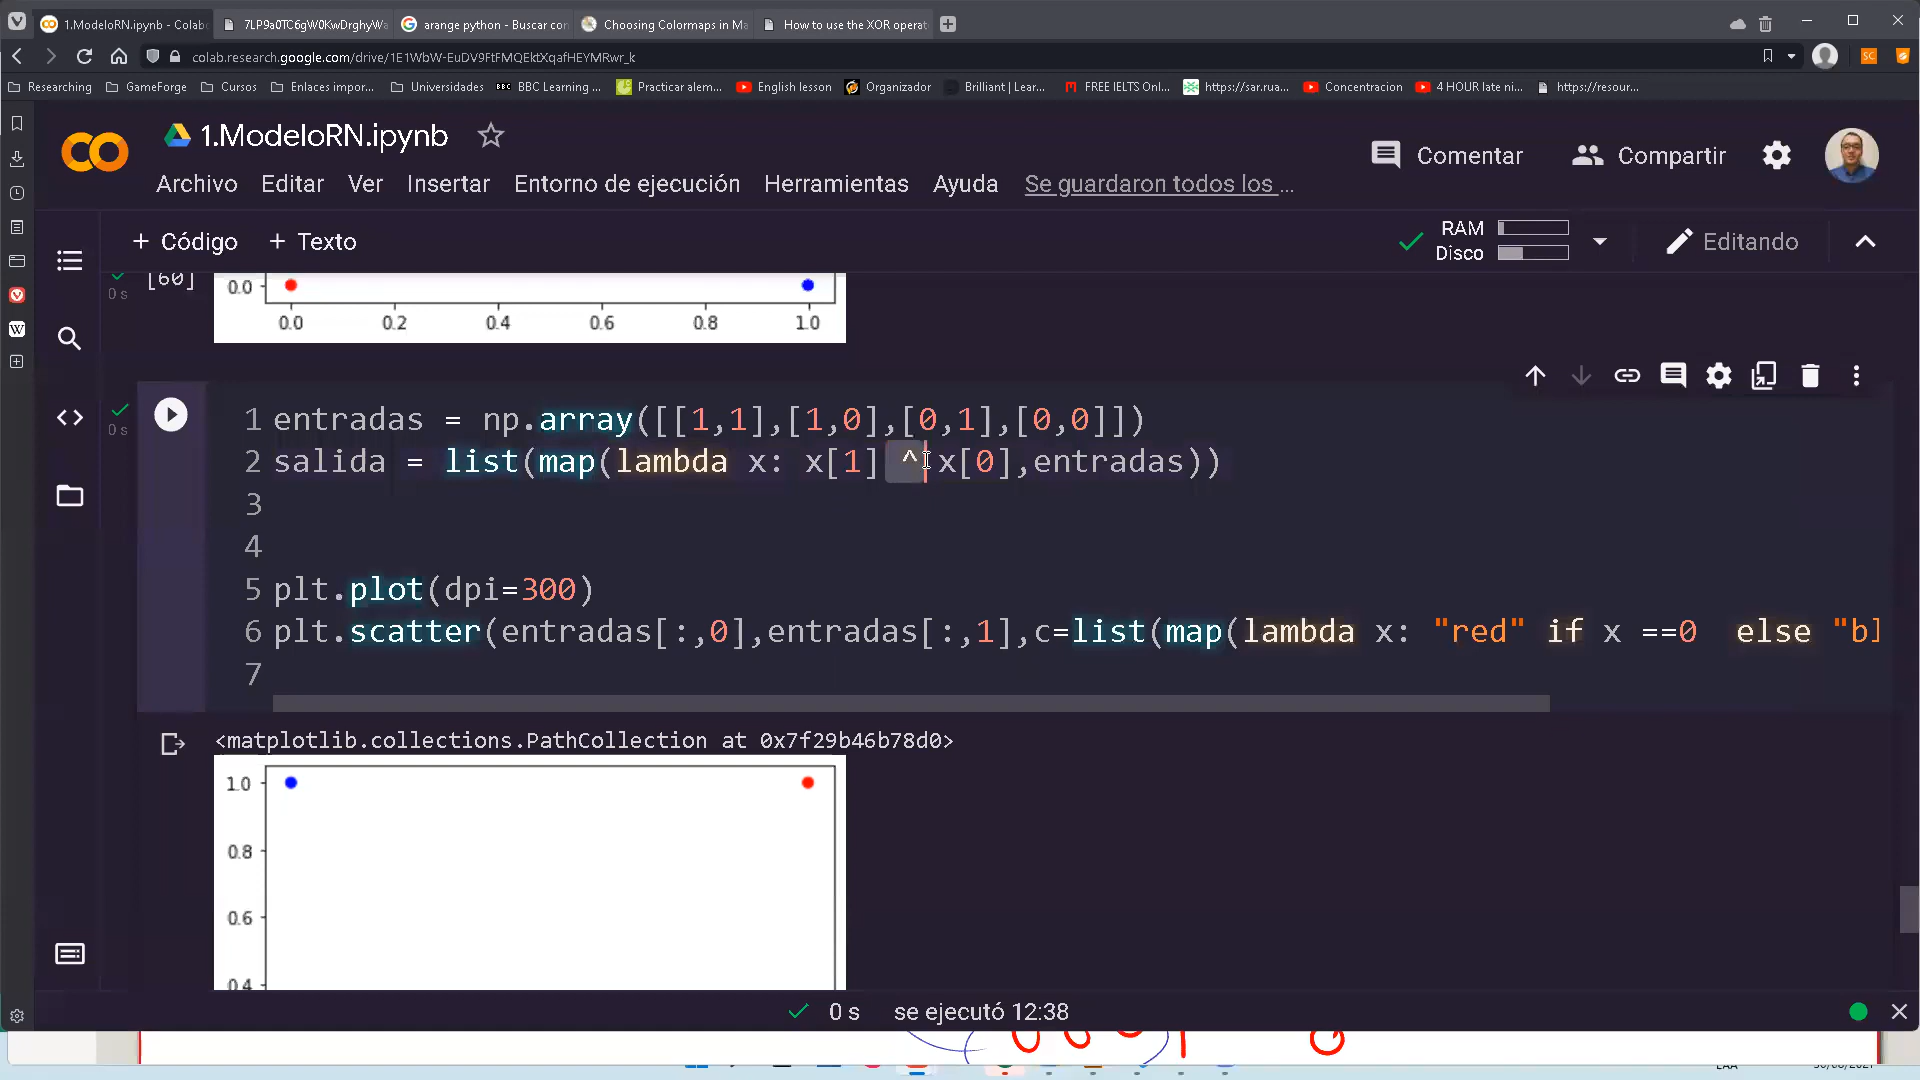 1.ModeloRN.ipynb - Colab
7LP9a0TC6gW0KwDrghyWa
arange python - Buscar con
Choosing Colormaps in Ma
How to use the XOR operat
colab.research.google.com/drive/1E1WbW-EuDV9FtFMQEktXqafHEYMRwr_k
SC
Researching
GameForge
Cursos
Enlaces impor...
Universidades
BBC Learning ...
Practicar alem...
English lesson
Organizador
Brilliant | Lear...
FREE IELTS Onl...
https://sar.rua...
Concentracion
4 HOUR late ni...
https://resour...
1.ModeloRN.ipynb
Comentar
Compartir
Archivo Editar Ver Insertar Entorno de ejecución Herramientas Ayuda Se guardaron todos los ...
+ Código + Texto
RAM
Disco
Editando
0 s
[60]
0.0
0.0 0.2 0.4 0.6 0.8 1.0
0 s
1 entradas = np.array([[1,1],[1,0],[0,1],[0,0]])
2 salida = list(map(lambda x: x[1] ^ x[0],entradas))
3
4
5 plt.plot(dpi=300)
6 plt.scatter(entradas[:,0],entradas[:,1],c=list(map(lambda x: "red" if x ==0  else "bl
7
<matplotlib.collections.PathCollection at 0x7f29b46b78d0>
1.0
0.8
0.6
0.4
0 s se ejecutó 12:38